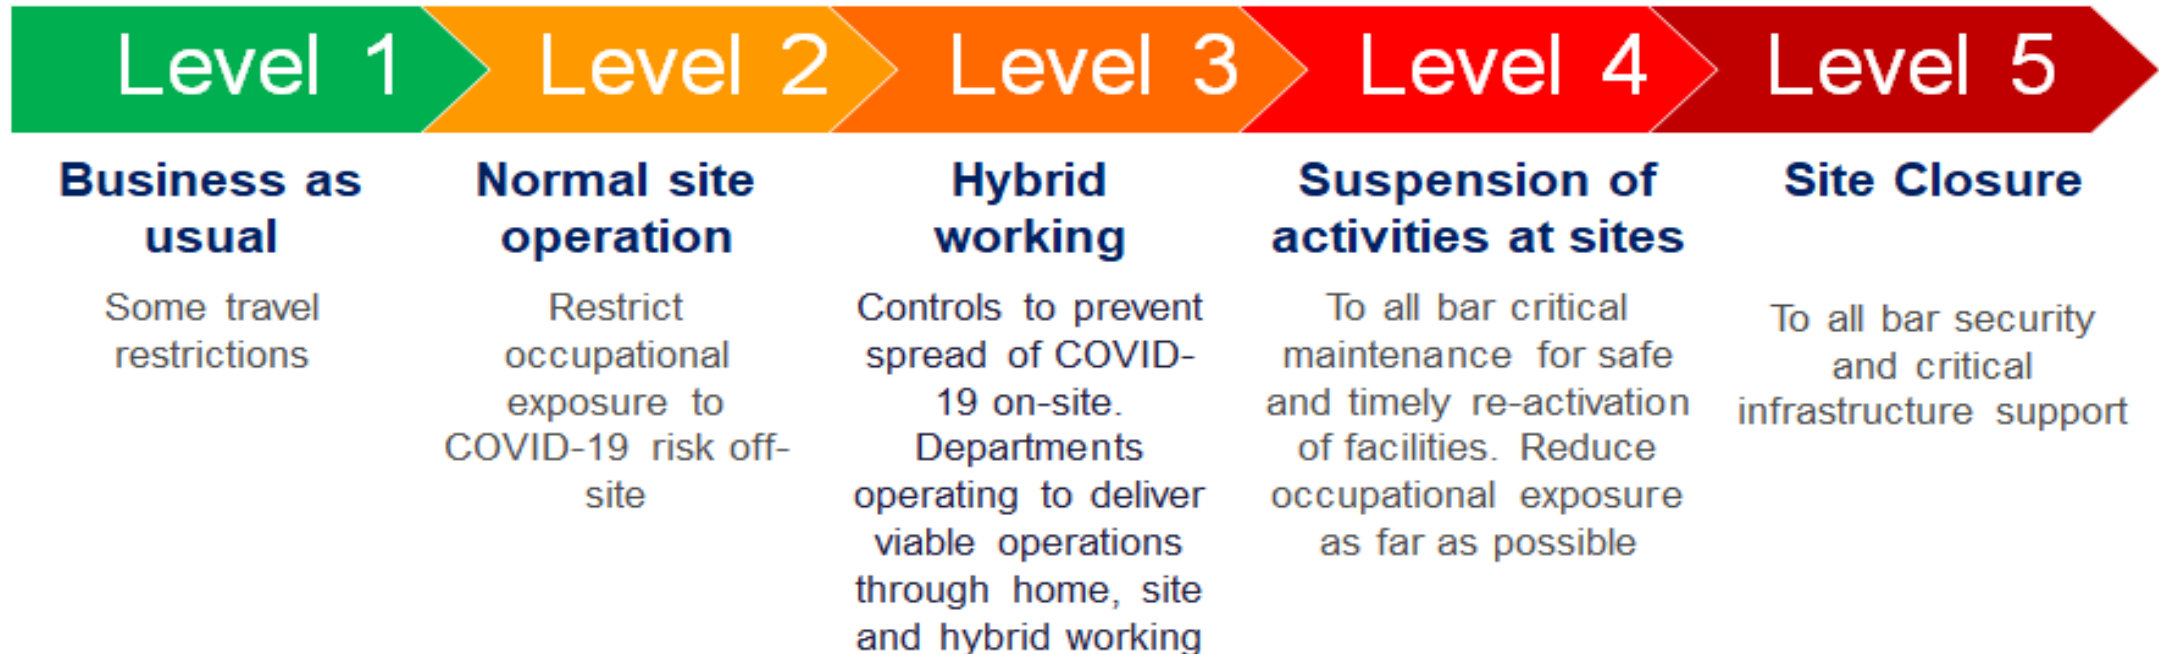 Level 1
Level 2
Level 3
Level 4
Level 5
Business as
usual
Some travel
restrictions
Normal site
operation
Restrict
occupational
exposure to
COVID-19 risk off-
site
Hybrid
working
Controls to prevent
spread of COVID-
19 on-site.
Departments
operating to deliver
viable operations
through home, site
and hybrid working
Suspension of
activities at sites
To all bar critical
maintenance for safe
and timely re-activation
of facilities. Reduce
occupational exposure
as far as possible
Site Closure
To all bar security
and critical
infrastructure support